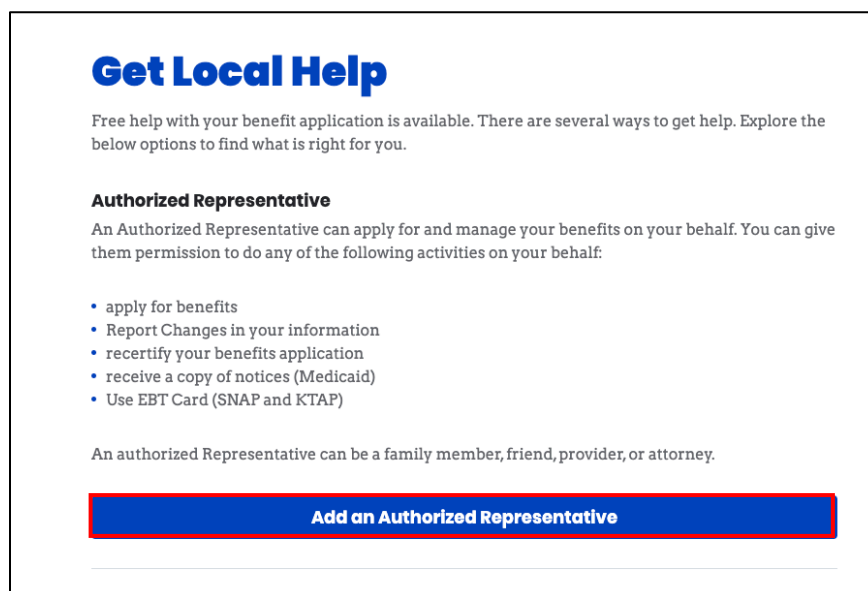 Get Local Help
Free help with your benefit application is available. There are several ways to get help. Explore the
below options to find what is right for you.
Authorized Representative
An Authorized Representative can apply for and manage your benefits on your behalf. You can give
them permission to do any of the following activities on your behalf:
• apply for benefits
• Report Changes in your information
• recertify your benefits application
• receive a copy of notices (Medicaid)
• Use EBT Card (SNAP and KTAP)
An authorized Representative can be a family member, friend, provider, or attorney.
Add an Authorized Representative